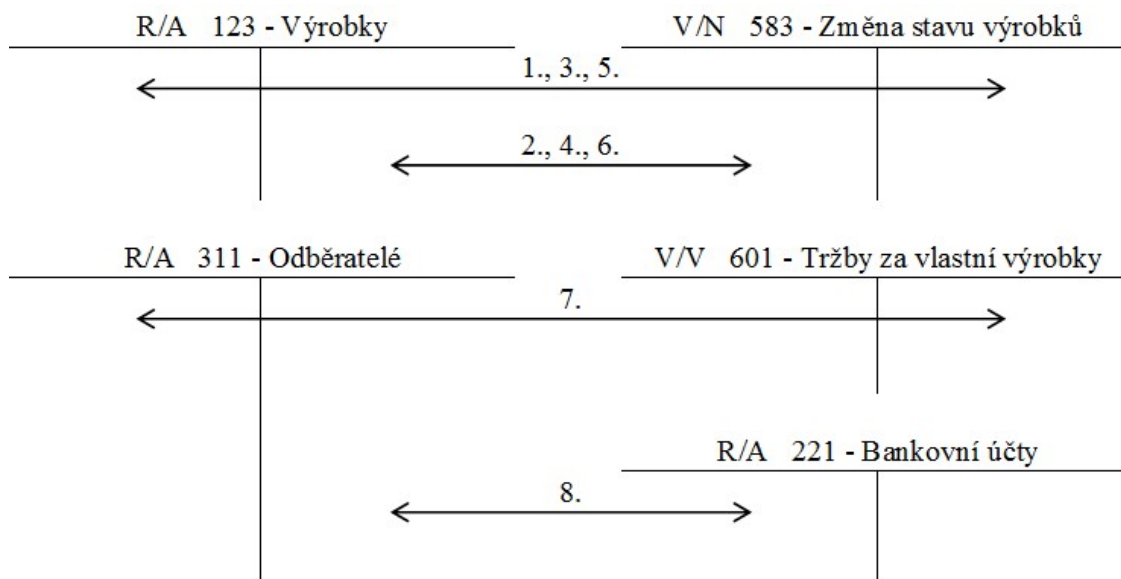 R/A 123 - Výrobky V/N 583 - Změna stavu výrobků
1., 3., 5.
2., 4., 6.
R/A 311 - Odběratelé V/V 601 - Tržby za vlastní výrobky
7.
R/A 221 - Bankovní účty
8.